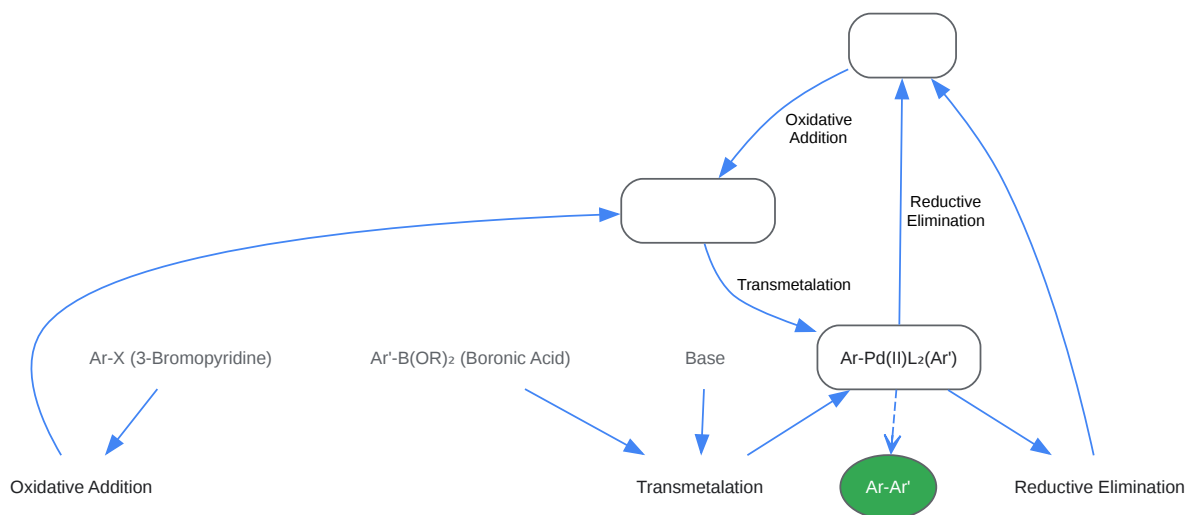 Oxidative
Addition
Reductive
Elimination
Transmetalation
Ar-X (3-Bromopyridine)
Ar'-B(OR)₂ (Boronic Acid)
Base
Ar-Pd(II)L₂(Ar')
Oxidative Addition
Transmetalation
Ar-Ar'
Reductive Elimination